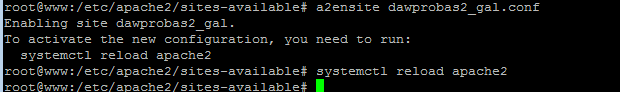 root@www:/etc/apache2/sites-available# a2ensite dawprobas2_gal.conf
Enabling site dawprobas2_gal.
To activate the new configuration, you need to run:
  systemctl reload apache2
root@www:/etc/apache2/sites-available# systemctl reload apache2
root@www:/etc/apache2/sites-available#